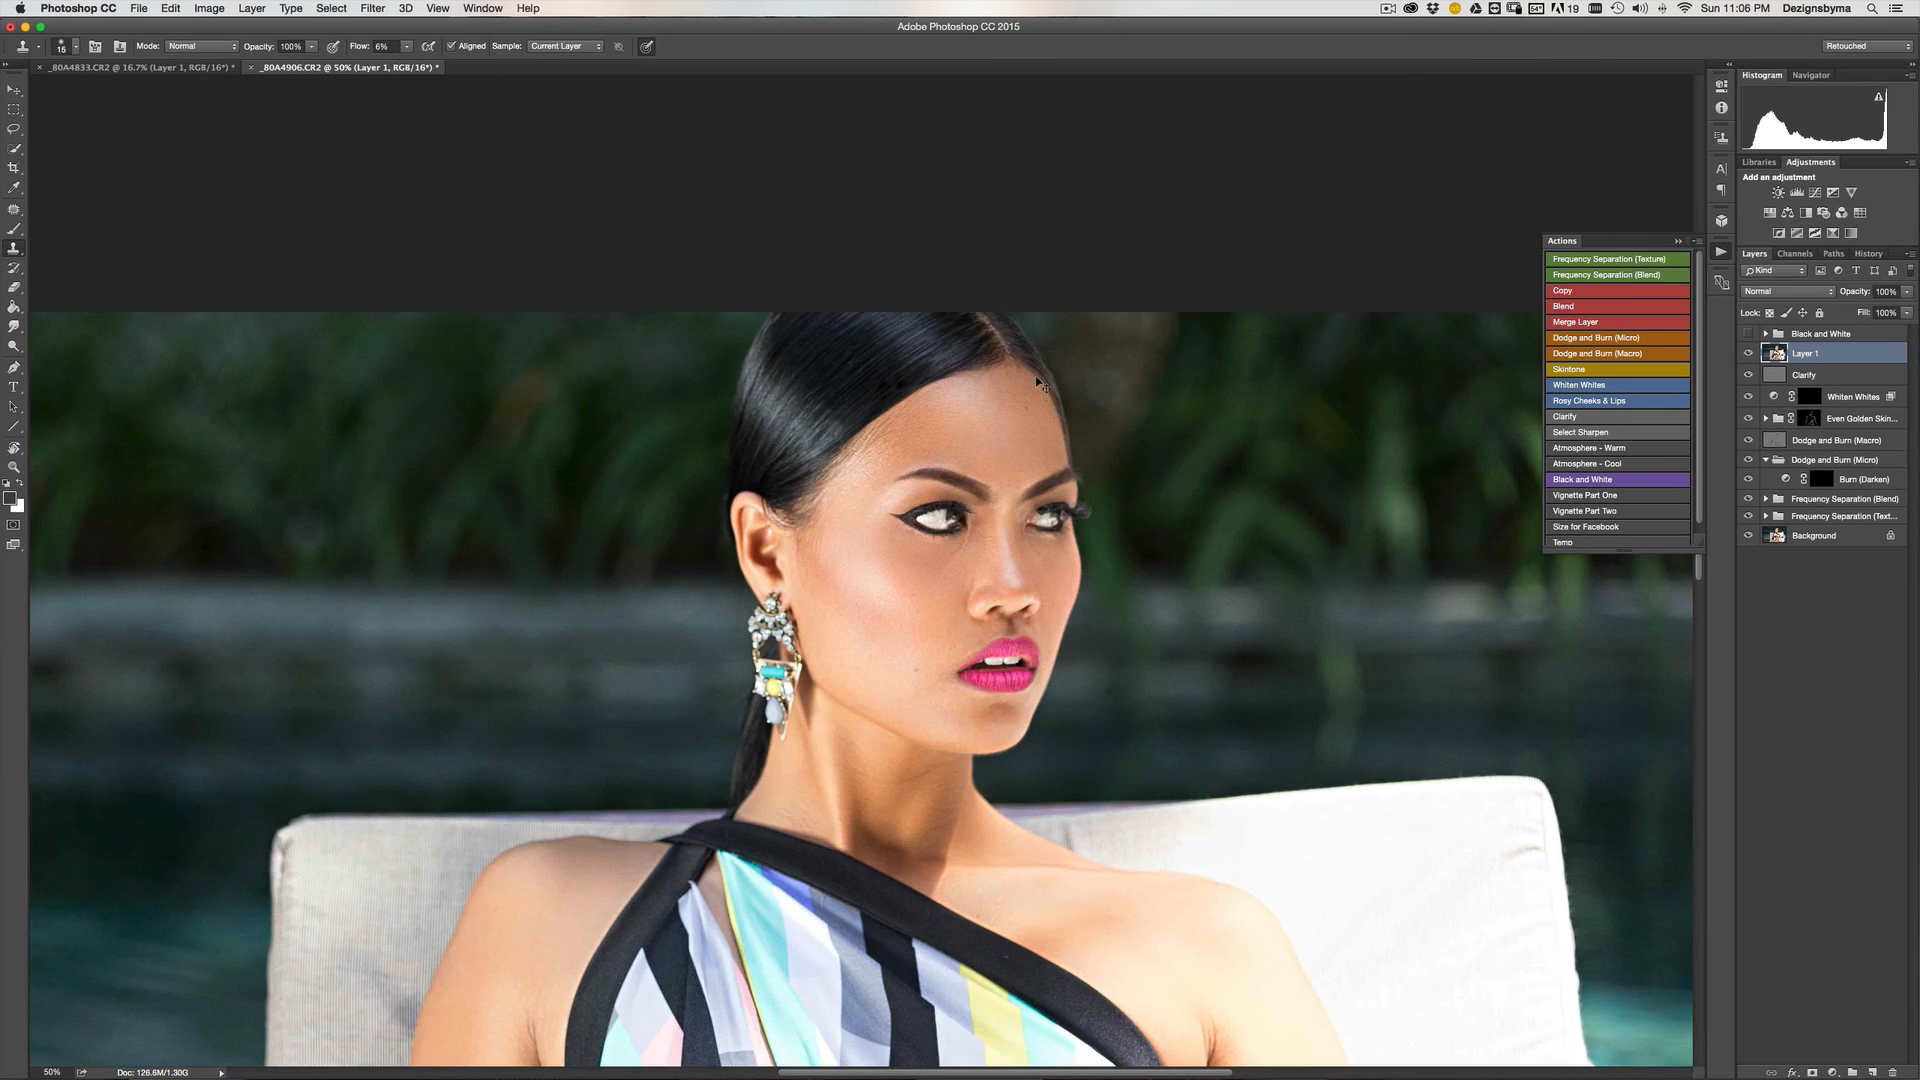 Photoshop CC File Edit Image Layer Type Select Filter 3D View Window Help
54° 19 Sun 11:06 PM Dezignsbyma
Adobe Photoshop CC 2015
15 Mode: Normal Opacity: 100% Flow: 6% Aligned Sample: Current Layer Retouched
_80A4833.CR2 @ 16.7% (Layer 1, RGB/16*) * _80A4906.CR2 @ 50% (Layer 1, RGB/16*) *
Histogram Navigator
Libraries Adjustments
Add an adjustment
Actions
Frequency Separation (Texture)
Frequency Separation (Blend)
Copy
Blend
Merge Layer
Dodge and Burn (Micro)
Dodge and Burn (Macro)
Skintone
Whiten Whites
Rosy Cheeks & Lips
Clarify
Select Sharpen
Atmosphere - Warm
Atmosphere - Cool
Black and White
Vignette Part One
Vignette Part Two
Size for Facebook
Temp
Layers Channels Paths History
Kind
Normal Opacity: 100%
Lock: Fill: 100%
Black and White
Layer 1
Clarify
Whiten Whites
Even Golden Skin...
Dodge and Burn (Macro)
Dodge and Burn (Micro)
Burn (Darken)
Frequency Separation (Blend)
Frequency Separation (Text...
Background
50% Doc: 126.6M/1.30G